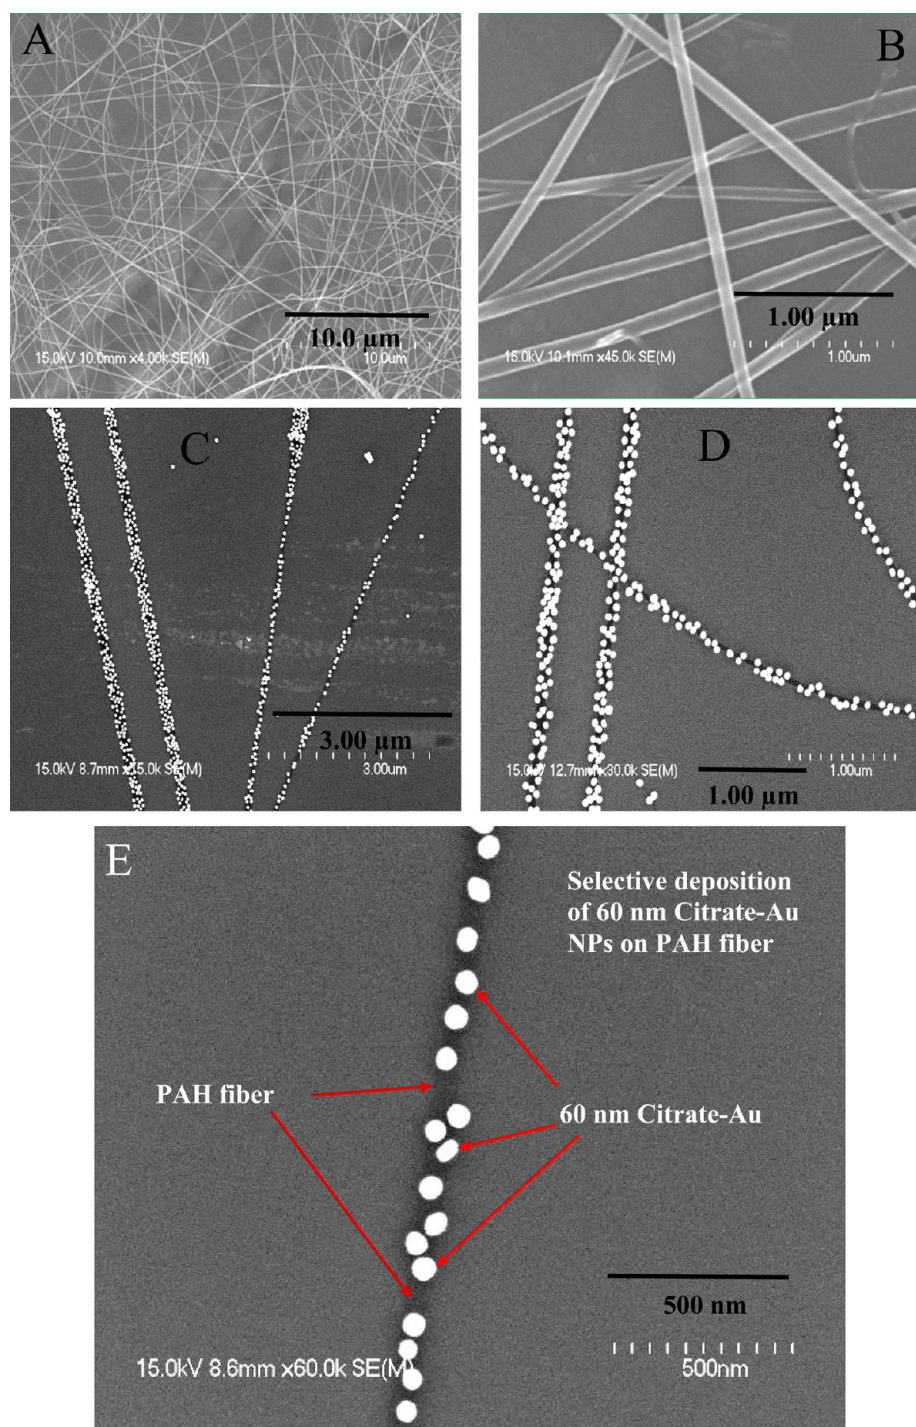 A
10.0 µm
15.0kV 10.0mm x4.00k SE(M)
10.0um
B
1.00 µm
15.0kV 10.1mm x45.0k SE(M)
1.00um
C
3.00 µm
15.0kV 8.7mm x15.0k SE(M)
3.00um
D
15.0kV 12.7mm x30.0k SE(M)
1.00um
1.00 µm
E
Selective deposition
of 60 nm Citrate-Au
NPs on PAH fiber
PAH fiber
60 nm Citrate-Au
500 nm
15.0kV 8.6mm x60.0k SE(M)
500nm